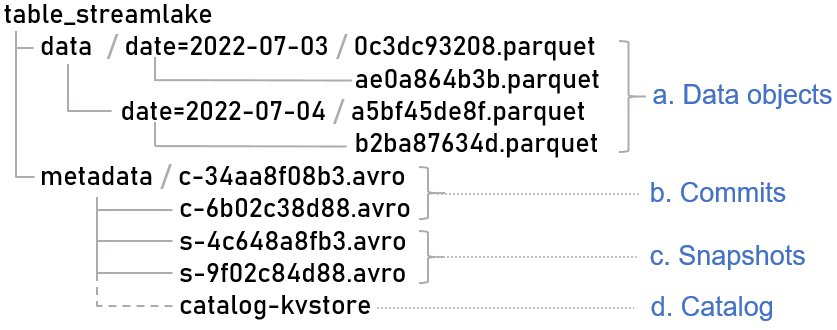 table_streamlake
data / date=2022-07-03 / 0c3dc93208.parquet
ae0a864b3b.parquet
a. Data objects
date=2022-07-04 / a5bf45de8f.parquet
b2ba87634d.parquet
metadata / c-34aa8f08b3.avro
b. Commits
c-6b02c38d88.avro
s-4c648a8fb3.avro
c. Snapshots
s-9f02c84d88.avro
catalog-kvstore
d. Catalog